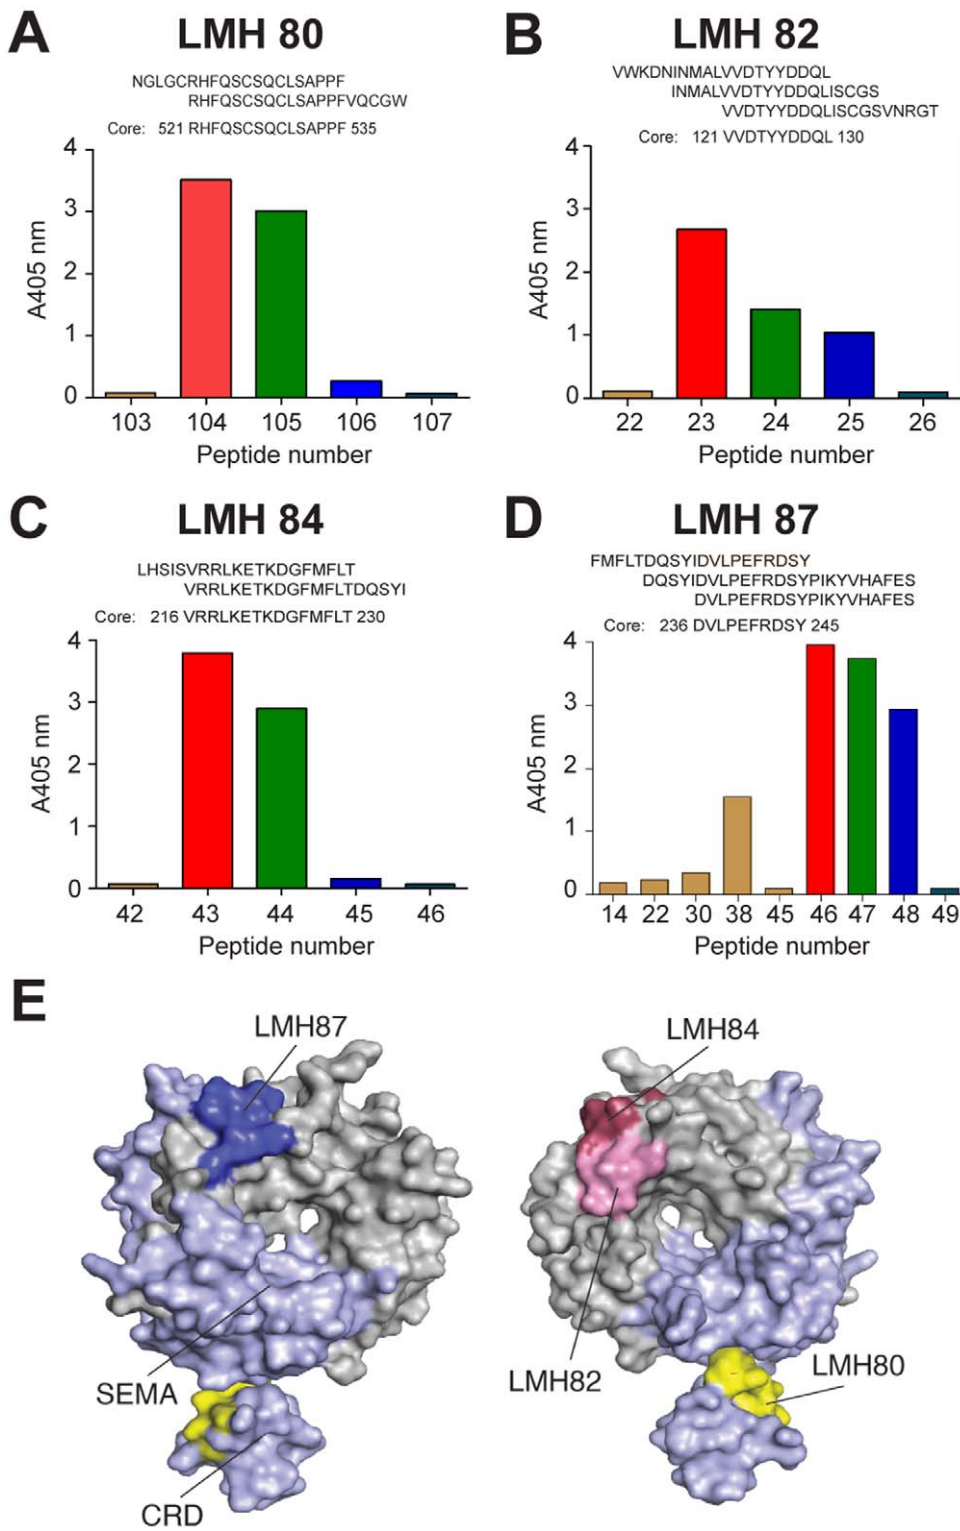 A
LMH 80
NGLGCRHFQSCSQCLSAPPF
RHFQSCSQCLSAPPFVQCGW
Core: 521 RHFQSCSQCLSAPPF 535
A405 nm
4
3
2
1
0
103 104 105 106 107
Peptide number
B
LMH 82
VWKDNINMALVVDTYYDDQL
INMALVVDTYYDDQLISCGS
VVDTYYDDQLISCGSVNRGT
Core: 121 VVDTYYDDQL 130
A405 nm
4
3
2
1
0
22 23 24 25 26
Peptide number
C
LMH 84
LHSISVRRLKETKDGFMFLT
VRRLKETKDGFMFLTDQSYI
Core: 216 VRRLKETKDGFMFLT 230
A405 nm
4
3
2
1
0
42 43 44 45 46
Peptide number
D
LMH 87
FMFLTDQSYIDVLPEFRDSY
DQSYIDVLPEFRDSYPIKYVHAFES
DVLPEFRDSYPIKYVHAFES
Core: 236 DVLPEFRDSY 245
A405 nm
4
3
2
1
0
14 22 30 38 45 46 47 48 49
Peptide number
E
LMH87
SEMA
CRD
LMH84
LMH82
LMH80